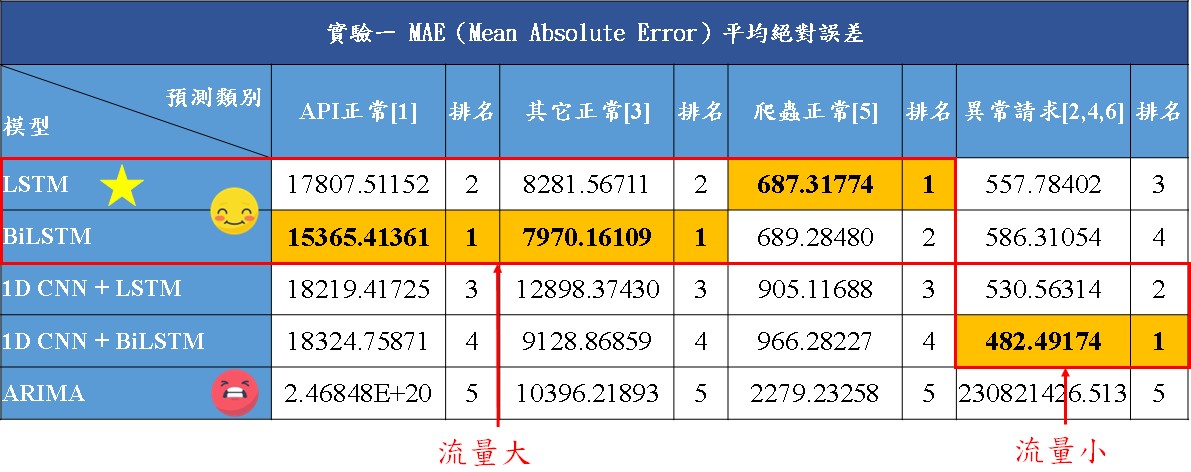 實驗一 MAE（Mean Absolute Error）平均絕對誤差
預測類別
模型
API正常[1] 排名 其它正常[3] 排名 爬蟲正常[5] 排名 異常請求[2,4,6] 排名
LSTM 17807.51152 2 8281.56711 2 687.31774 1 557.78402 3
BiLSTM 15365.41361 1 7970.16109 1 689.28480 2 586.31054 4
1D CNN + LSTM 18219.41725 3 12898.37430 3 905.11688 3 530.56314 2
1D CNN + BiLSTM 18324.75871 4 9128.86859 4 966.28227 4 482.49174 1
ARIMA 2.46848E+20 5 10396.21893 5 2279.23258 5 230821426.513 5
流量大 流量小